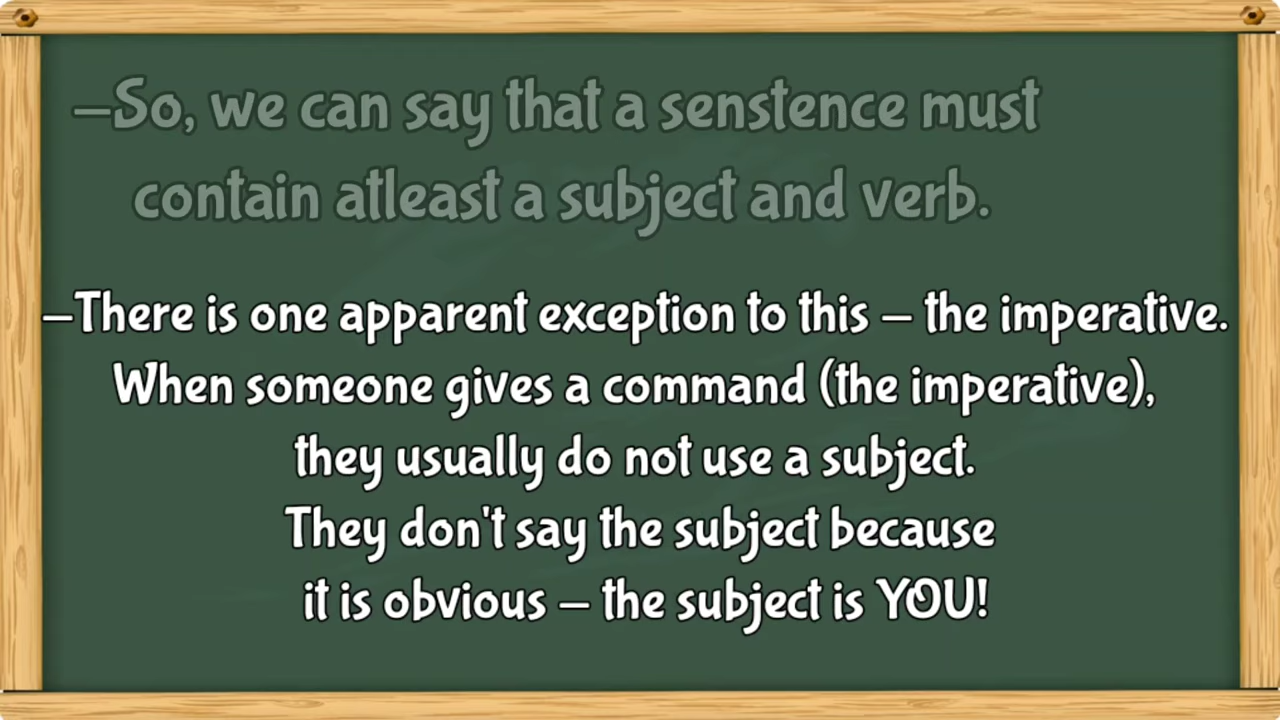 –So, we can say that a senstence must
contain atleast a subject and verb.
–There is one apparent exception to this – the imperative.
When someone gives a command (the imperative),
they usually do not use a subject.
They don't say the subject because
it is obvious – the subject is YOU!